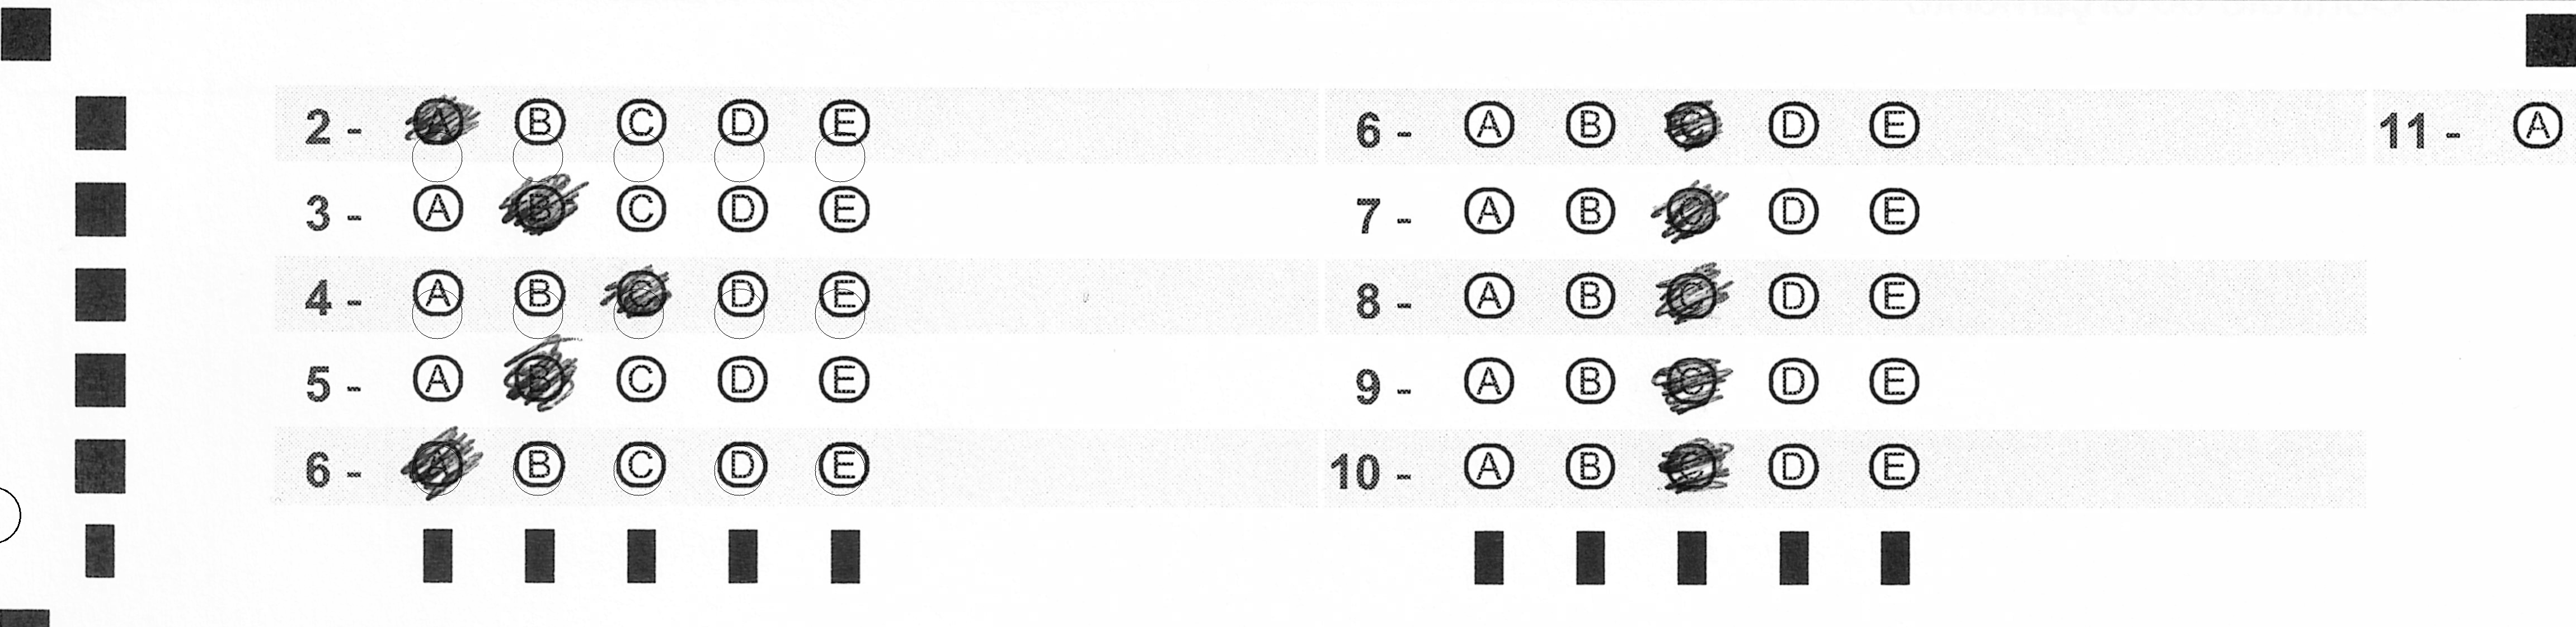 2 - A B C D E
3 - A B C D E
4 - A B C D E
5 - A B C D E
6 - A B C D E
6 - A B C D E
7 - A B C D E
8 - A B C D E
9 - A B C D E
10 - A B C D E
11 - A